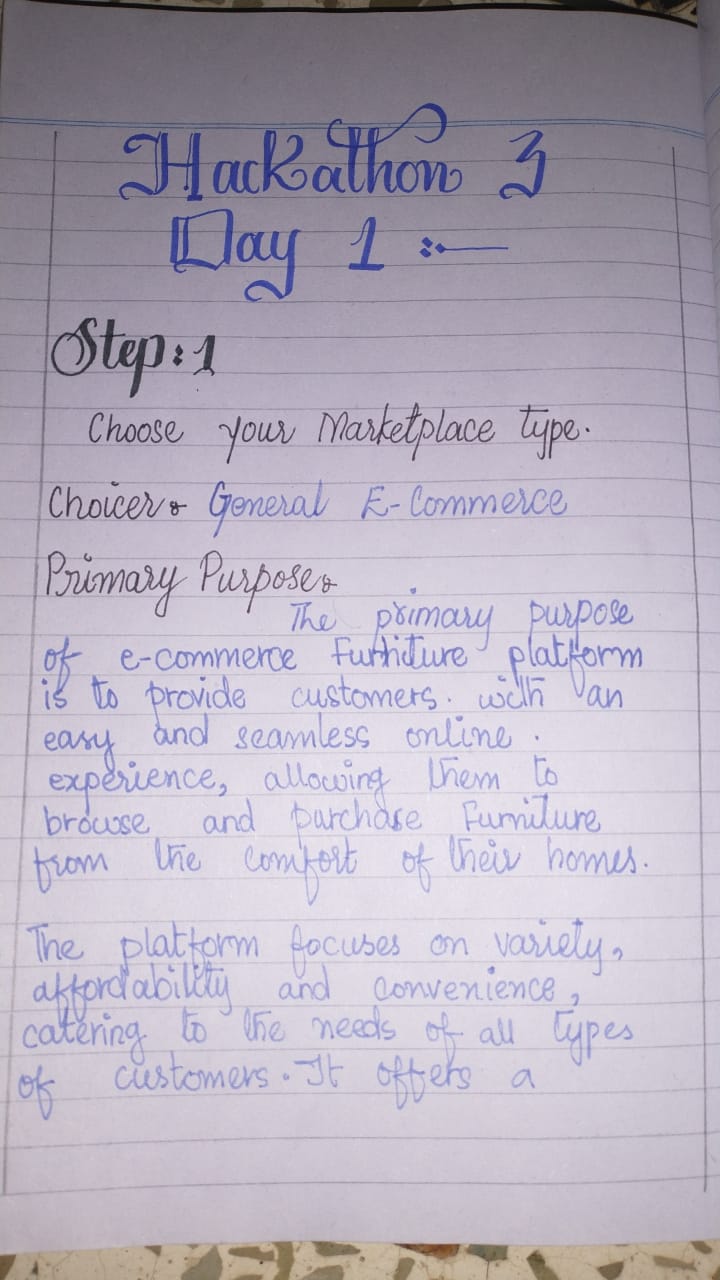 Hackathon 3
Day 1 :-
Step: 1
Choose your Marketplace type.
Choicer: General E-Commerce
Primary Purpose:
The primary purpose
of e-commerce Furniture platform
is to provide customers. with an
easy and seamless online.
experience, allowing them to
browse and purchase Furniture
from the comfort of their homes.
The platform focuses on variety,
affordability and convenience,
catering to the needs of all types
of customers. It offers a